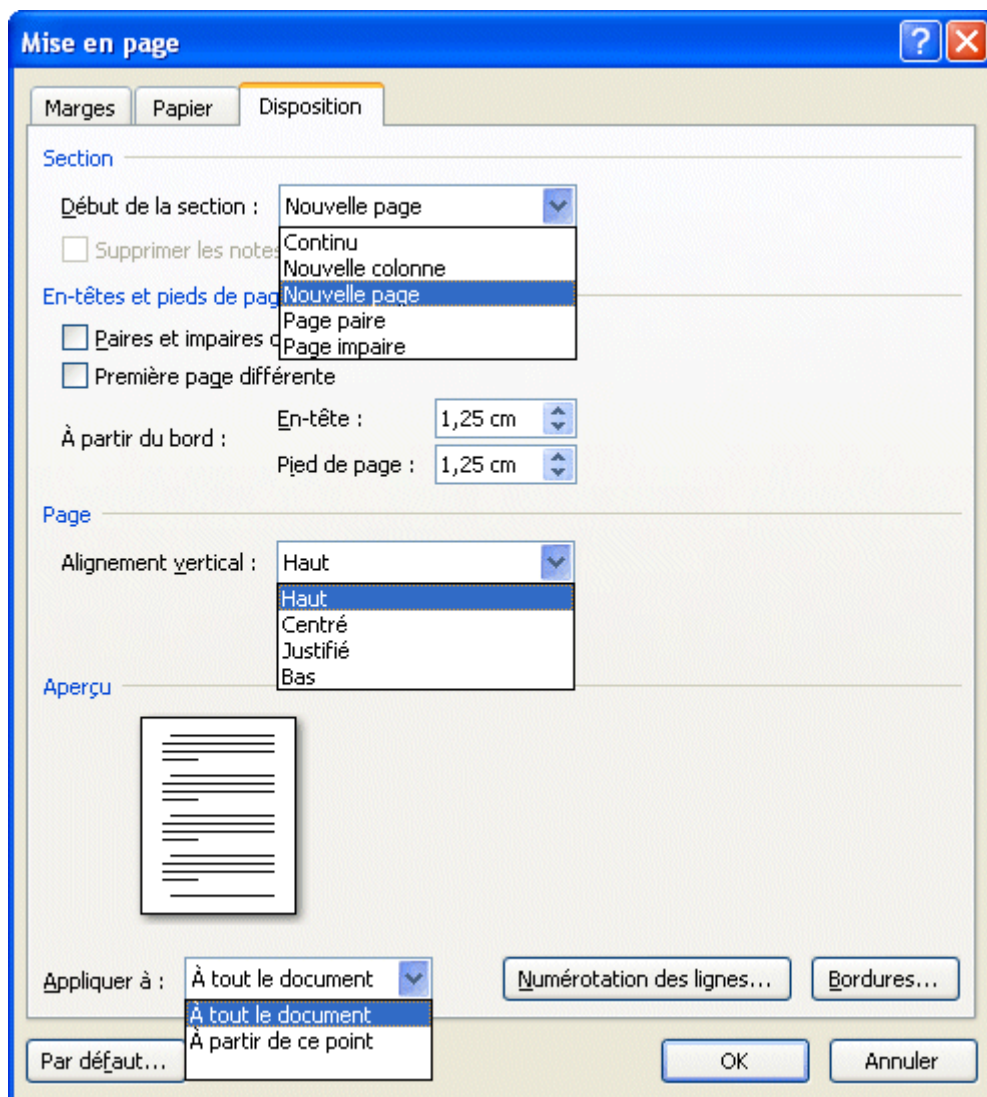 Mise en page
Marges Papier Disposition
Section
Début de la section : Nouvelle page
Continu
Supprimer les notes
Nouvelle colonne
En-têtes et pieds de pag
Nouvelle page
Page paire
Paires et impaires d
Page impaire
Première page différente
À partir du bord :
En-tête : 1,25 cm
Pied de page : 1,25 cm
Page
Alignement vertical : Haut
Haut
Centré
Justifié
Bas
Aperçu
Appliquer à : À tout le document
Numérotation des lignes... Bordures...
À tout le document
À partir de ce point
Par défaut... OK Annuler